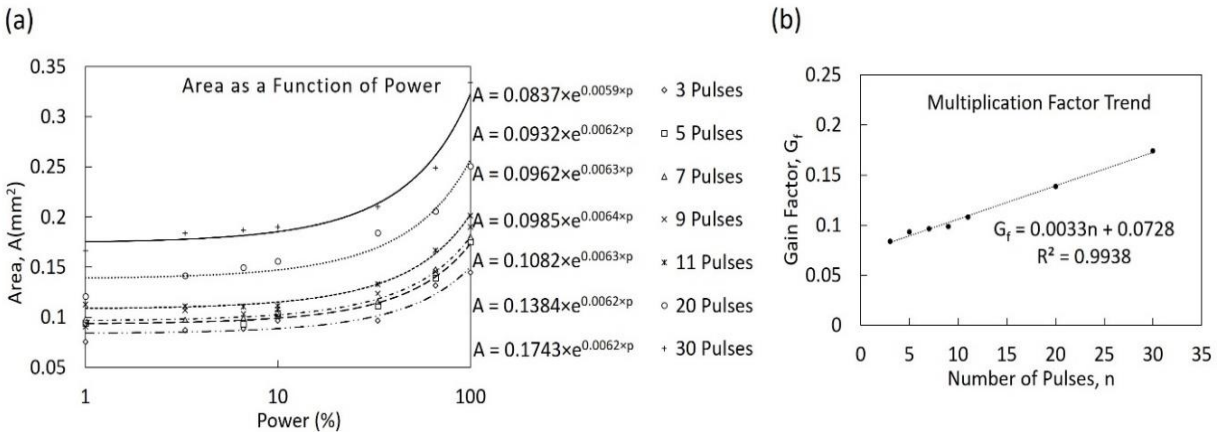 (a)
Area as a Function of Power
Area, A(mm²)
0.35
0.3
0.25
0.2
0.15
0.1
0.05
1
10
100
Power (%)
A = 0.0837×e^0.0059×p
A = 0.0932×e^0.0062×p
A = 0.0962×e^0.0063×p
A = 0.0985×e^0.0064×p
A = 0.1082×e^0.0063×p
A = 0.1384×e^0.0062×p
A = 0.1743×e^0.0062×p
3 Pulses
5 Pulses
7 Pulses
9 Pulses
11 Pulses
20 Pulses
30 Pulses
(b)
Multiplication Factor Trend
Gain Factor, G_f
0.25
0.2
0.15
0.1
0.05
0
G_f = 0.0033n + 0.0728
R² = 0.9938
0
5
10
15
20
25
30
35
Number of Pulses, n